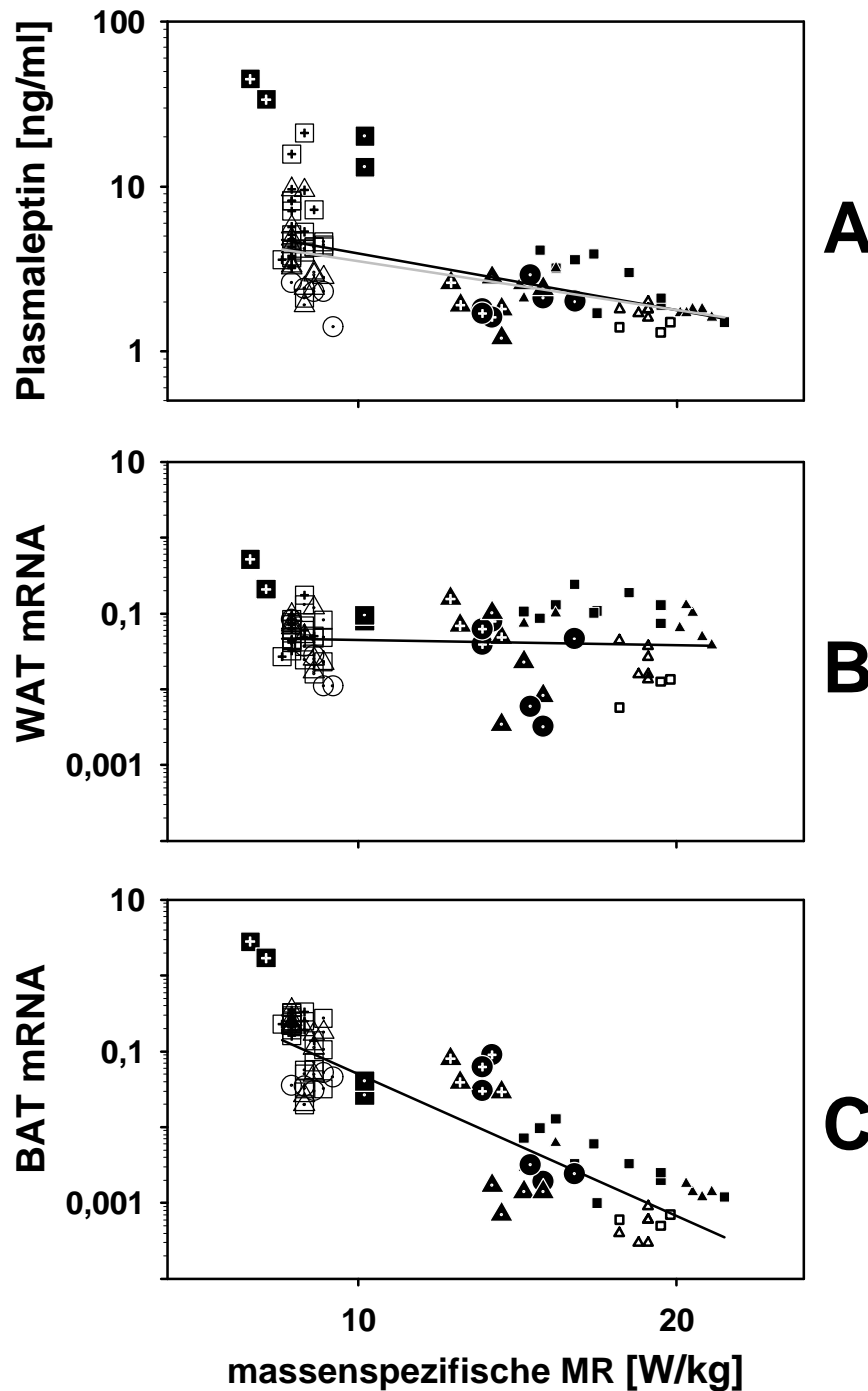 Plasmaleptin [ng/ml]
100
10
1
A
WAT mRNA
10
0,1
0,001
B
BAT mRNA
10
0,1
0,001
C
10 20
massenspezifische MR [W/kg]